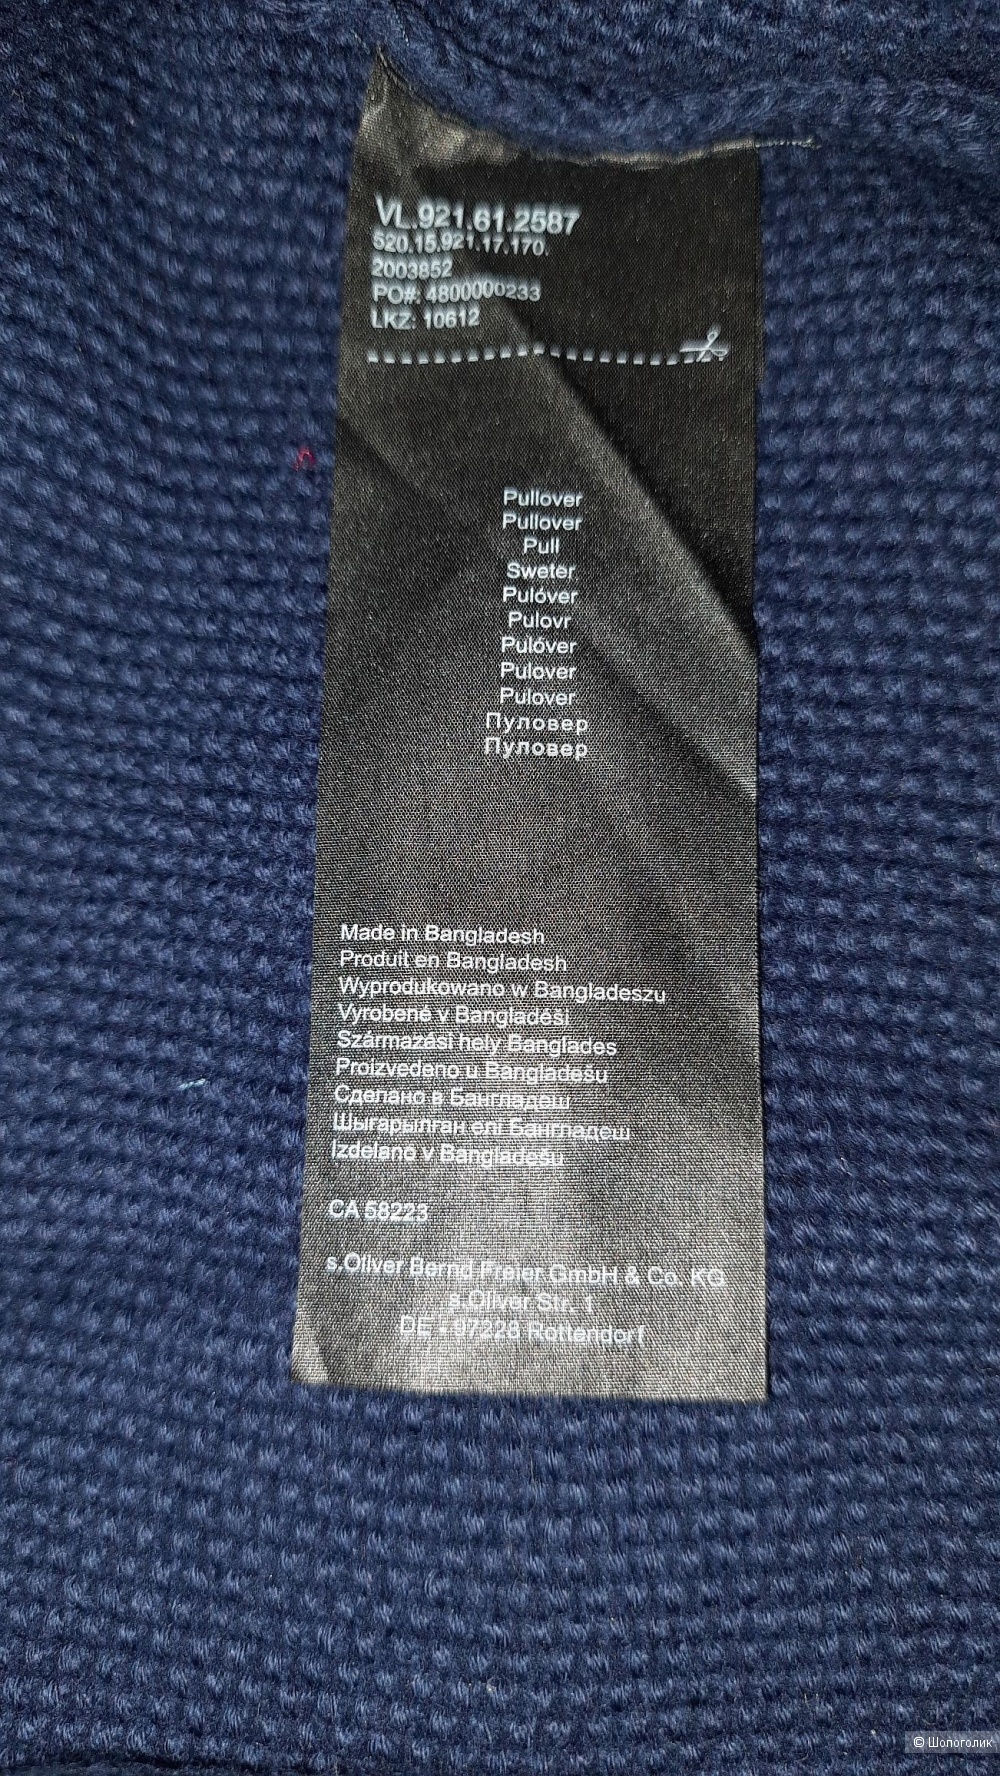 VL.921.61.2587
520.15.921.17.170.
2003852
PO#: 4800000233
LKZ: 10612
Pullover
Pullover
Pull
Sweter
Pulóver
Pulovr
Pulóver
Pulover
Pulover
Пуловер
Пуловер
Made in Bangladesh
Produit en Bangladesh
Wyprodukowano w Bangladeszu
Vyrobené v Bangladéši
Származási hely Banglades
Proizvedeno u Bangladešu
Сделано в Бангладеш
Шығарылған елі Бангладеш
Izdelano v Bangladešu
CA 58223
s.Oliver Bernd Freier GmbH & Co. KG
s.Oliver Str. 1
DE - 97228 Rottendorf
© Шопоголик